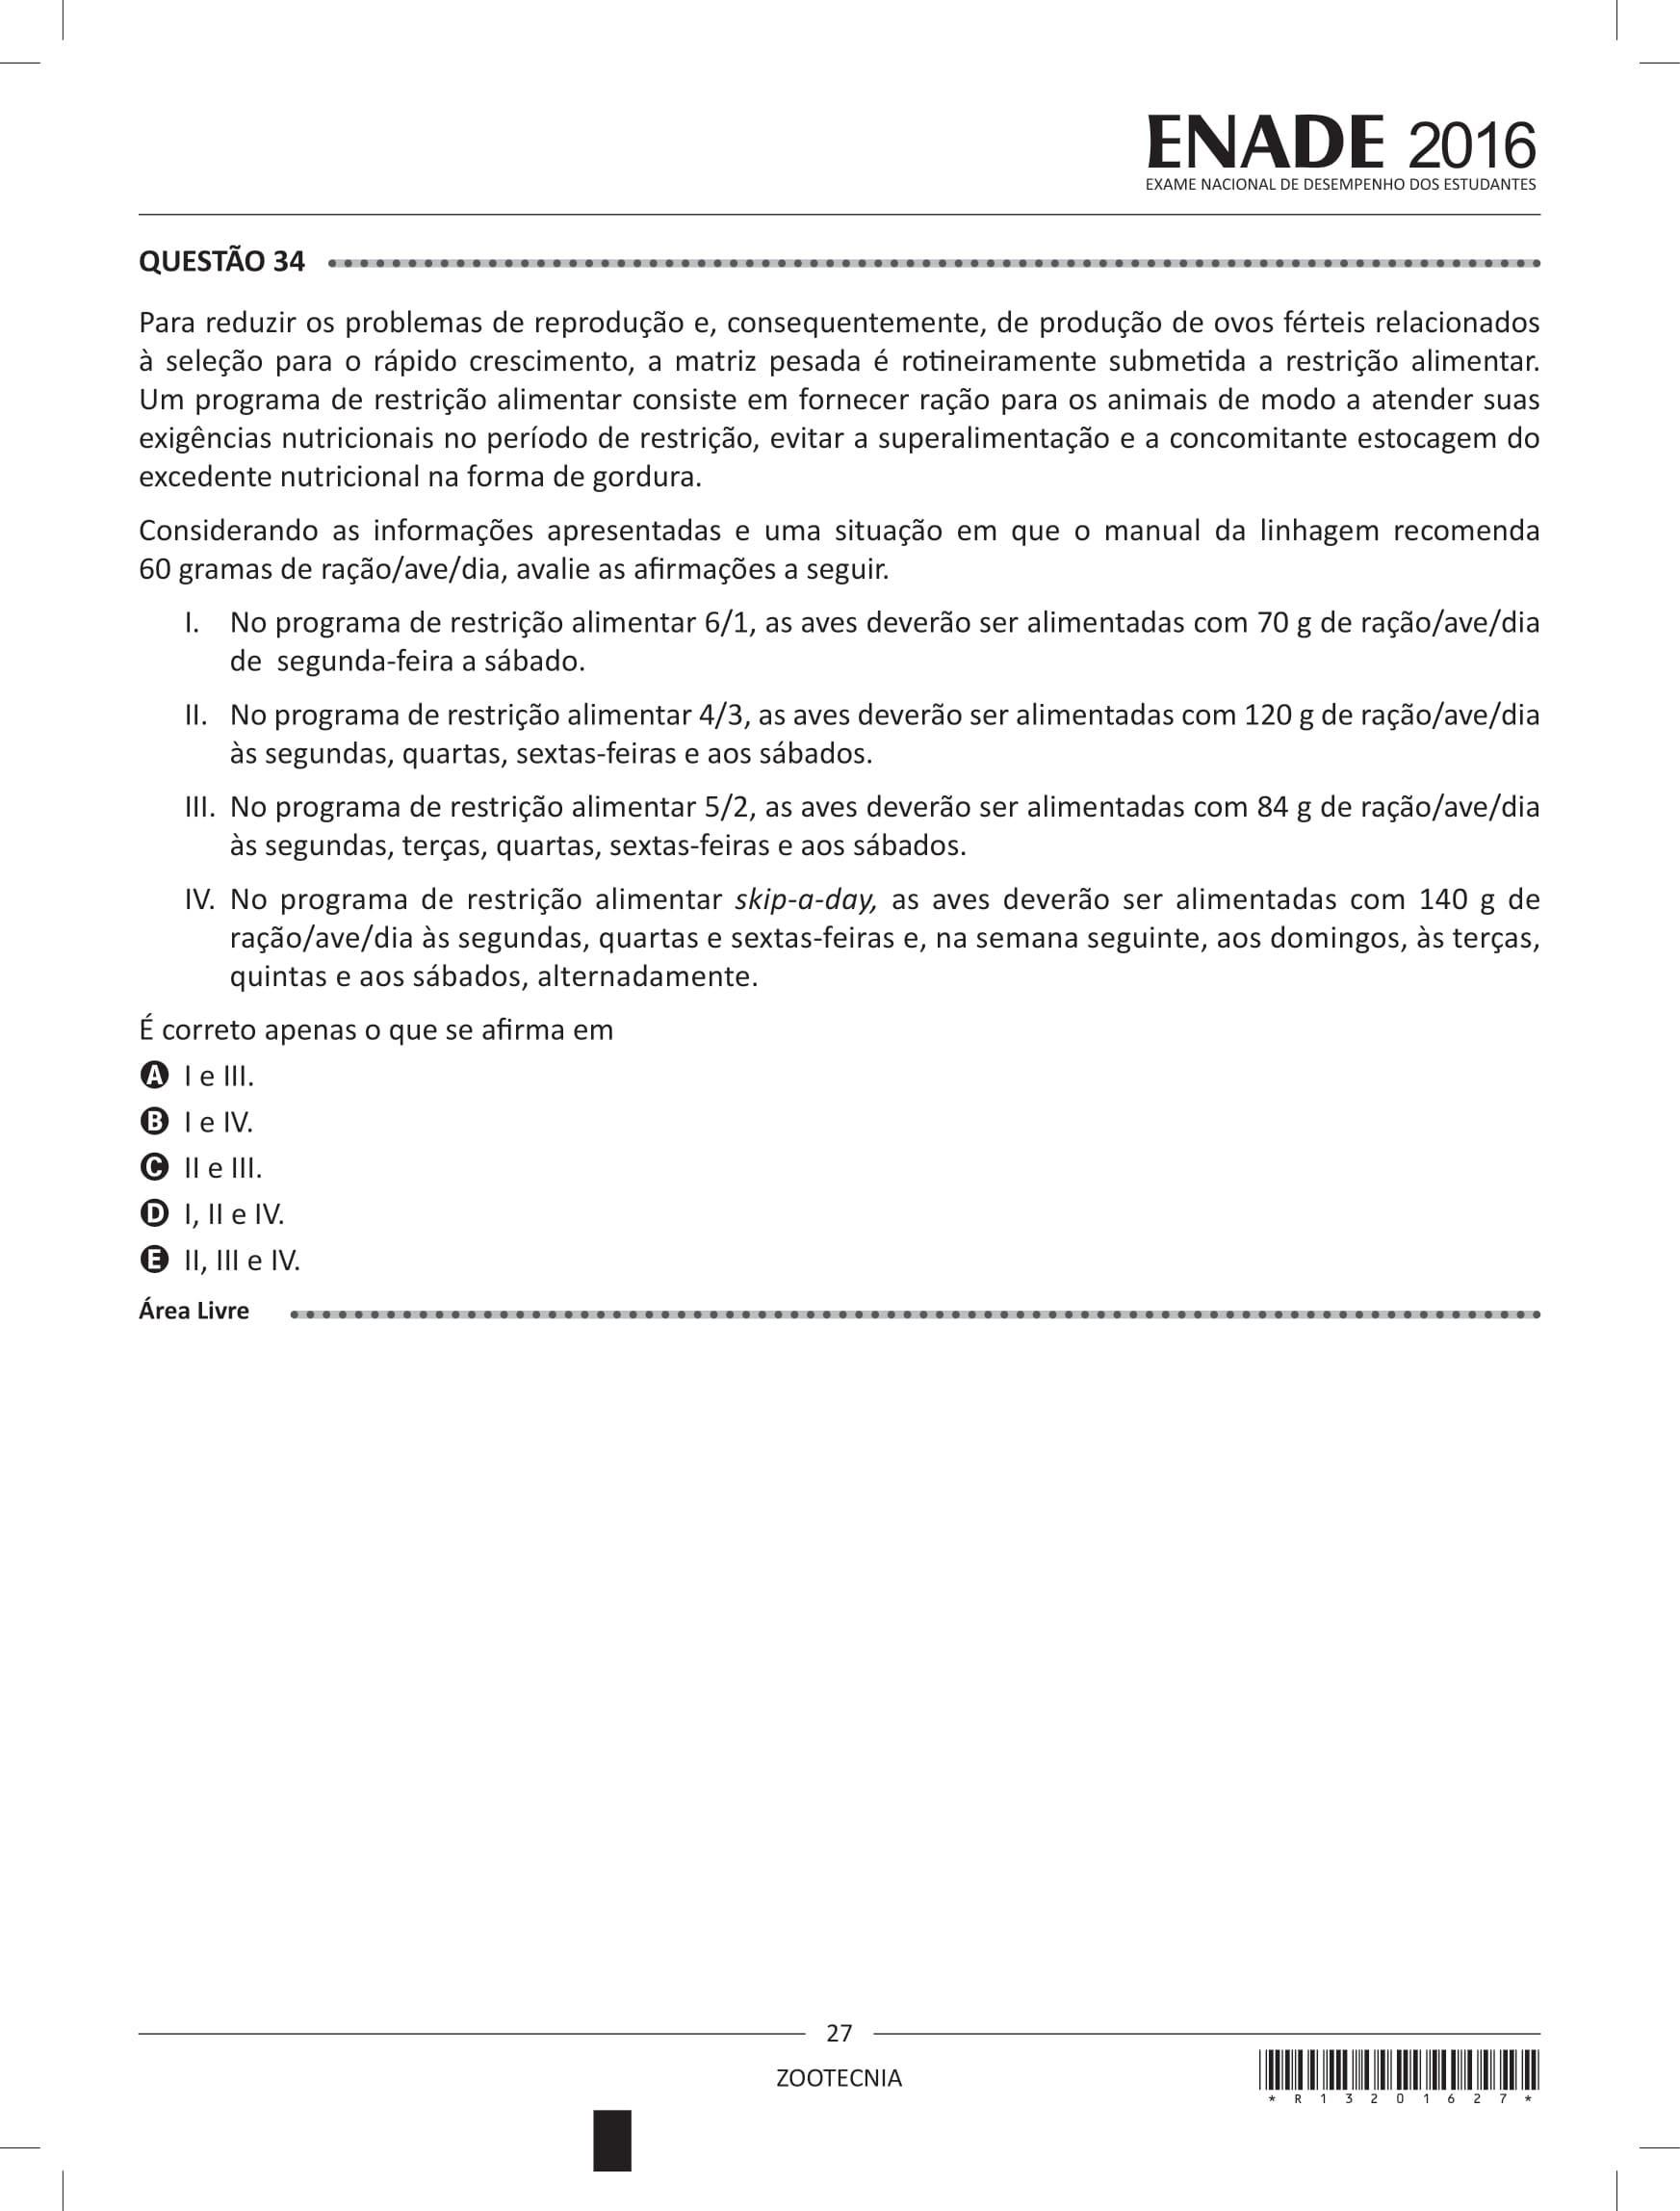 ENADE 2016
EXAME NACIONAL DE DESEMPENHO DOS ESTUDANTES
QUESTÃO 34
Para reduzir os problemas de reprodução e, consequentemente, de produção de ovos férteis relacionados
à seleção para o rápido crescimento, a matriz pesada é rotineiramente submetida a restrição alimentar.
Um programa de restrição alimentar consiste em fornecer ração para os animais de modo a atender suas
exigências nutricionais no período de restrição, evitar a superalimentação e a concomitante estocagem do
excedente nutricional na forma de gordura.
Considerando as informações apresentadas e uma situação em que o manual da linhagem recomenda
60 gramas de ração/ave/dia, avalie as afirmações a seguir.
I. No programa de restrição alimentar 6/1, as aves deverão ser alimentadas com 70 g de ração/ave/dia
de segunda-feira a sábado.
II. No programa de restrição alimentar 4/3, as aves deverão ser alimentadas com 120 g de ração/ave/dia
às segundas, quartas, sextas-feiras e aos sábados.
III. No programa de restrição alimentar 5/2, as aves deverão ser alimentadas com 84 g de ração/ave/dia
às segundas, terças, quartas, sextas-feiras e aos sábados.
IV. No programa de restrição alimentar skip-a-day, as aves deverão ser alimentadas com 140 g de
ração/ave/dia às segundas, quartas e sextas-feiras e, na semana seguinte, aos domingos, às terças,
quintas e aos sábados, alternadamente.
É correto apenas o que se afirma em
A I e III.
B I e IV.
C II e III.
D I, II e IV.
E II, III e IV.
Área Livre
27
ZOOTECNIA
* R 1 3 2 0 1 6 2 7 *